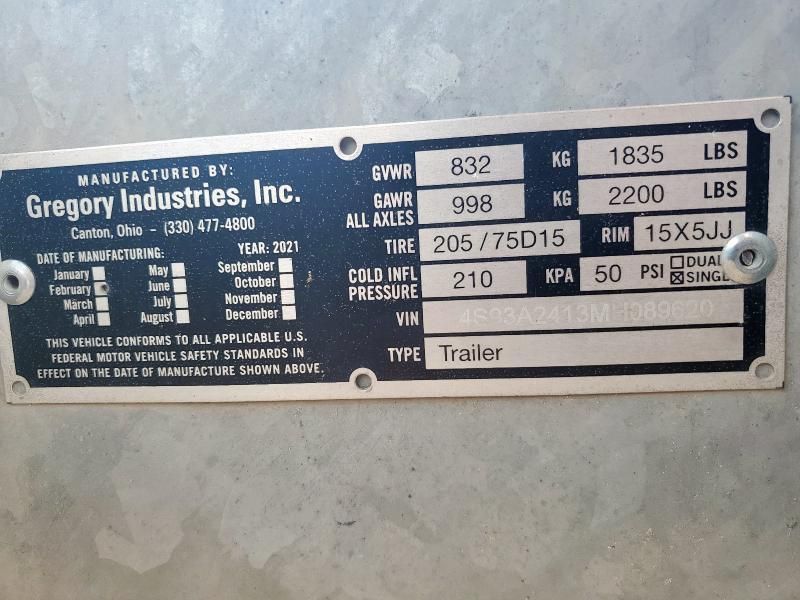 MANUFACTURED BY:
Gregory Industries, Inc.
Canton, Ohio – (330) 477-4800
DATE OF MANUFACTURING: YEAR: 2021
January May September
February June October
March July November
April August December
THIS VEHICLE CONFORMS TO ALL APPLICABLE U.S.
FEDERAL MOTOR VEHICLE SAFETY STANDARDS IN
EFFECT ON THE DATE OF MANUFACTURE SHOWN ABOVE.
GVWR 832 KG 1835 LBS
GAWR
ALL AXLES 998 KG 2200 LBS
TIRE 205/75D15 RIM 15X5JJ
COLD INFL
PRESSURE 210 KPA 50 PSI DUAL
SINGLE
VIN 4S93A2413MH089620
TYPE Trailer